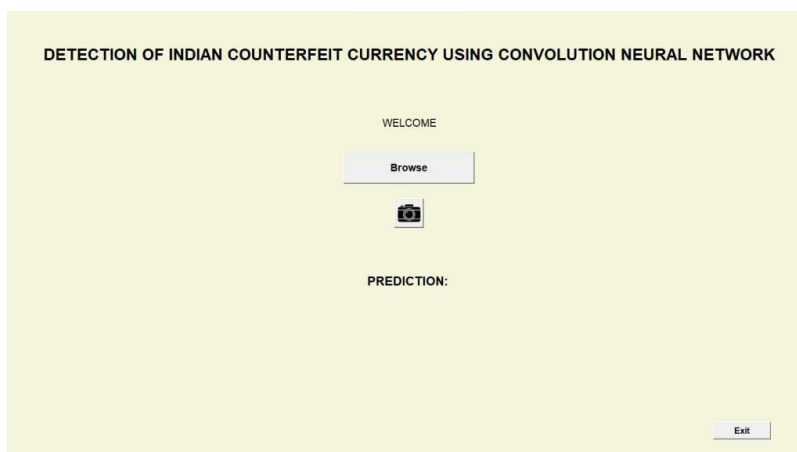 DETECTION OF INDIAN COUNTERFEIT CURRENCY USING CONVOLUTION NEURAL NETWORK
WELCOME
Browse
PREDICTION:
Exit